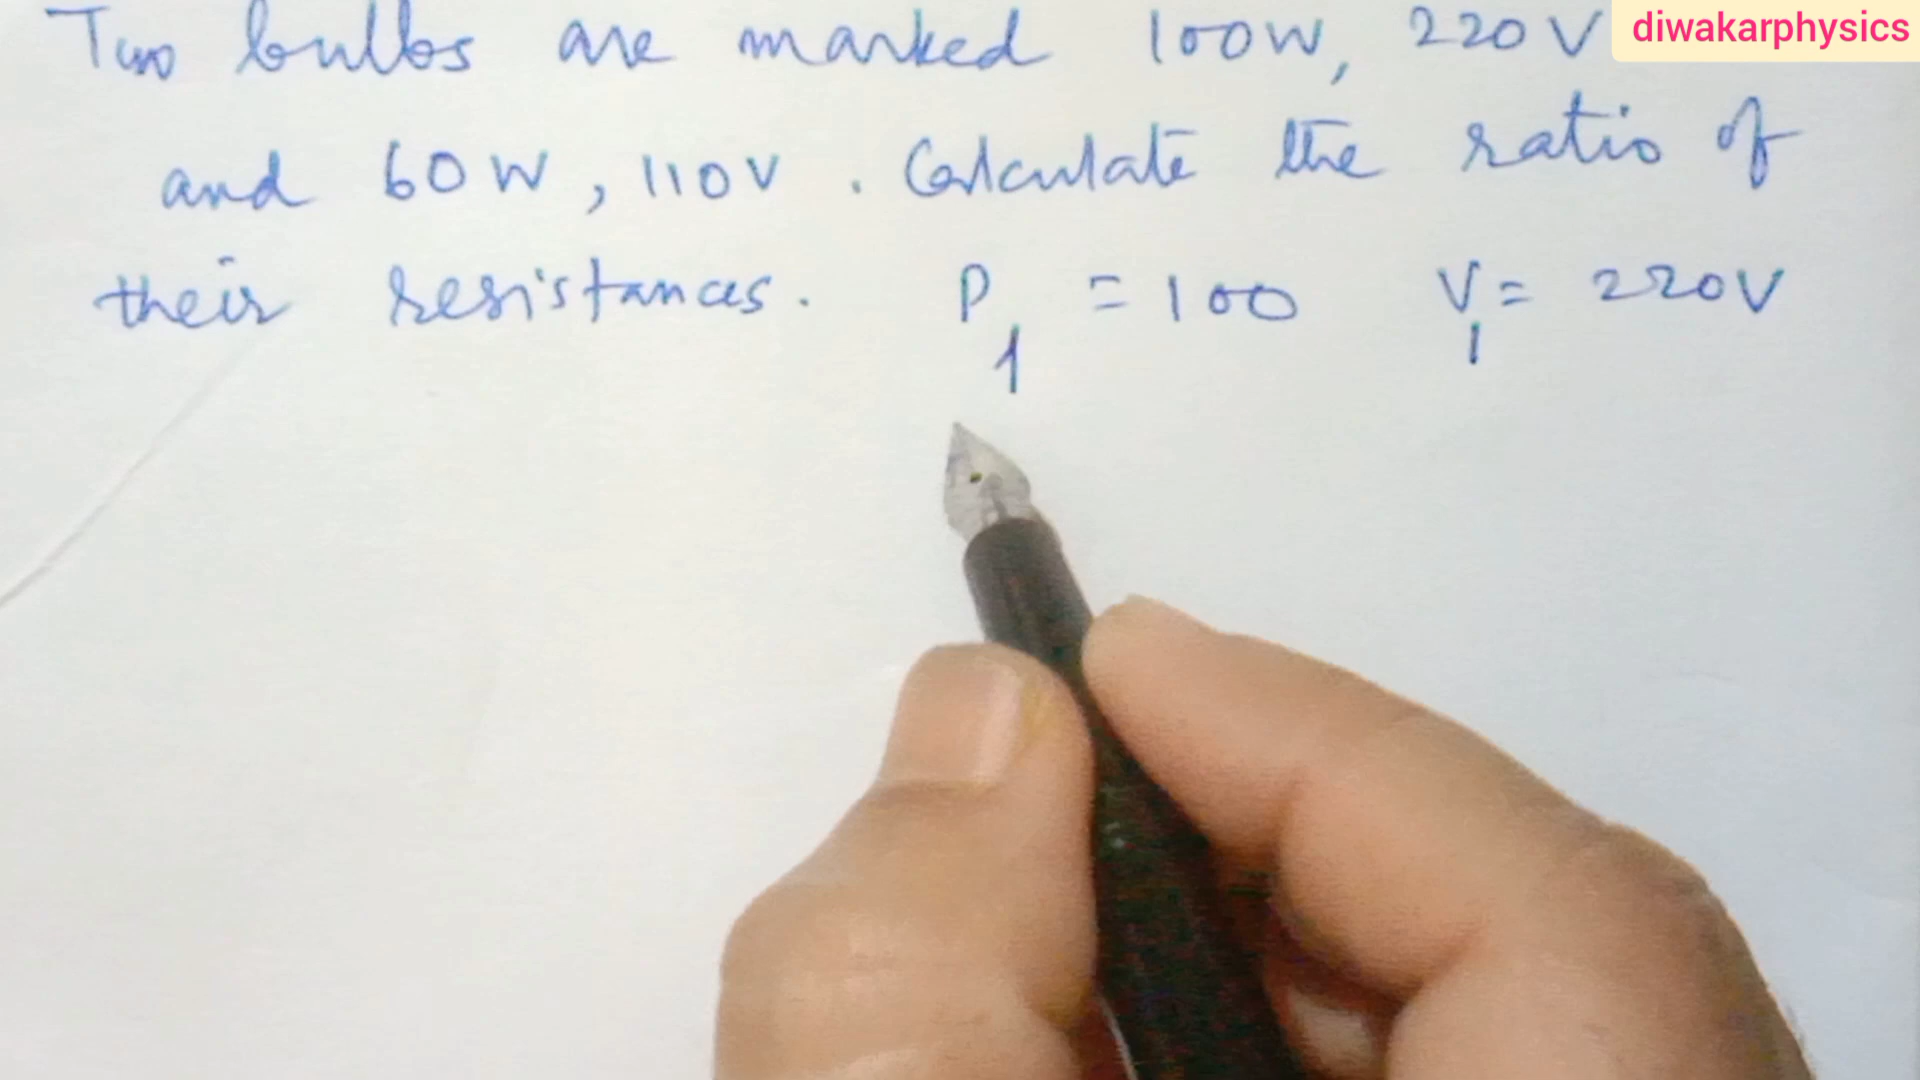 diwakarphysics
Two bulbs are marked 100W, 220V
and 60W, 110V. Calculate the ratio of
their resistances. P1 = 100 V1 = 220V